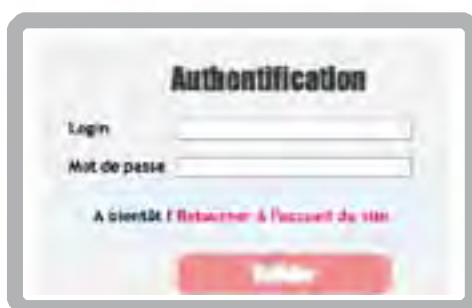 Authentification
Login
Mot de passe
A bientôt ! Retourner à l'accueil du site
Valider